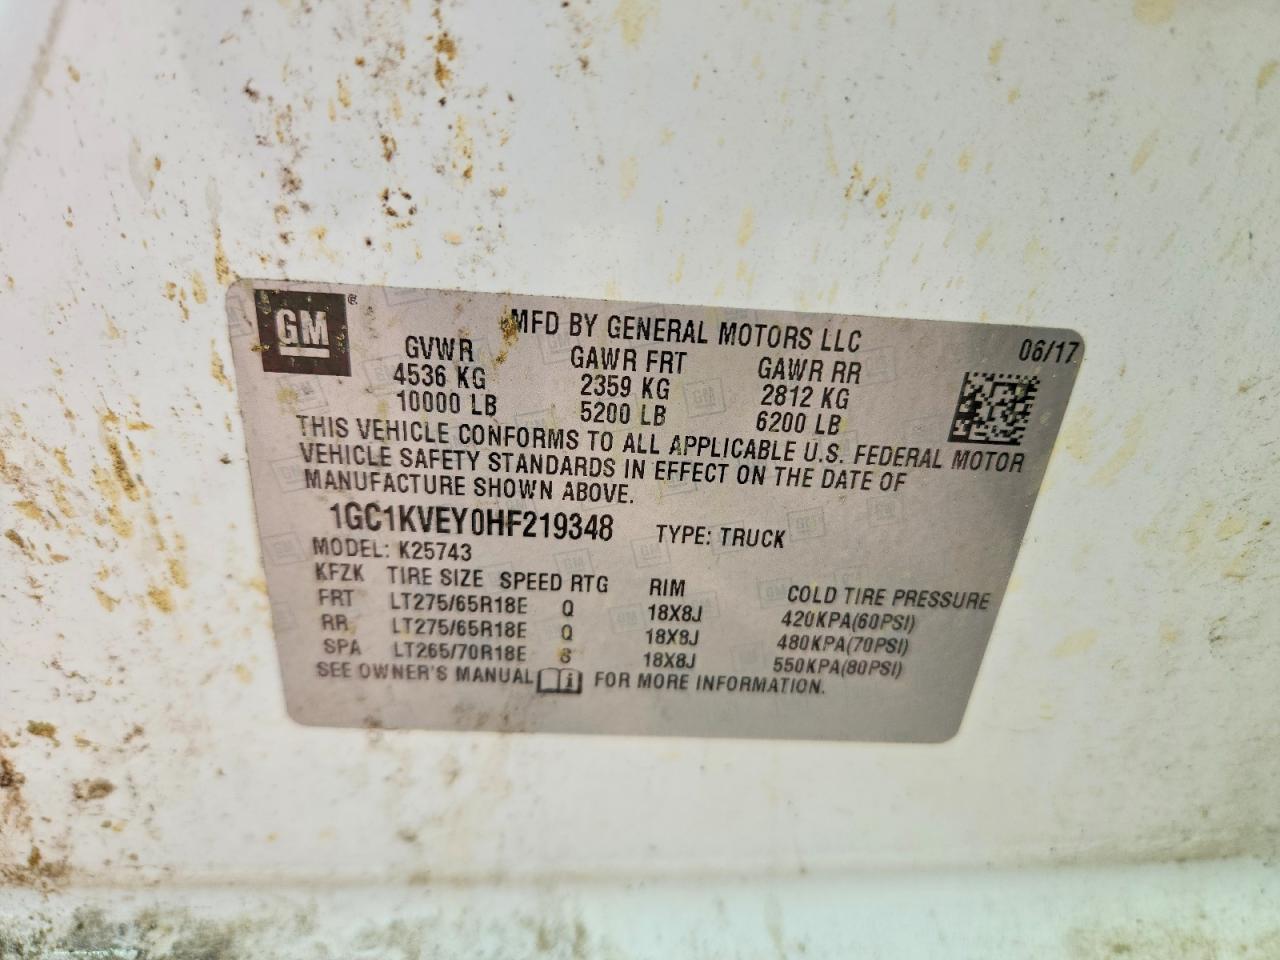 GM ®
MFD BY GENERAL MOTORS LLC 06/17
GVWR GAWR FRT GAWR RR
4536 KG 2359 KG 2812 KG
10000 LB 5200 LB 6200 LB
THIS VEHICLE CONFORMS TO ALL APPLICABLE U.S. FEDERAL MOTOR
VEHICLE SAFETY STANDARDS IN EFFECT ON THE DATE OF
MANUFACTURE SHOWN ABOVE.
1GC1KVEY0HF219348 TYPE: TRUCK
MODEL: K25743
KFZK TIRE SIZE SPEED RTG RIM COLD TIRE PRESSURE
FRT LT275/65R18E Q 18X8J 420KPA(60PSI)
RR LT275/65R18E Q 18X8J 480KPA(70PSI)
SPA LT265/70R18E S 18X8J 550KPA(80PSI)
SEE OWNER'S MANUAL i FOR MORE INFORMATION.